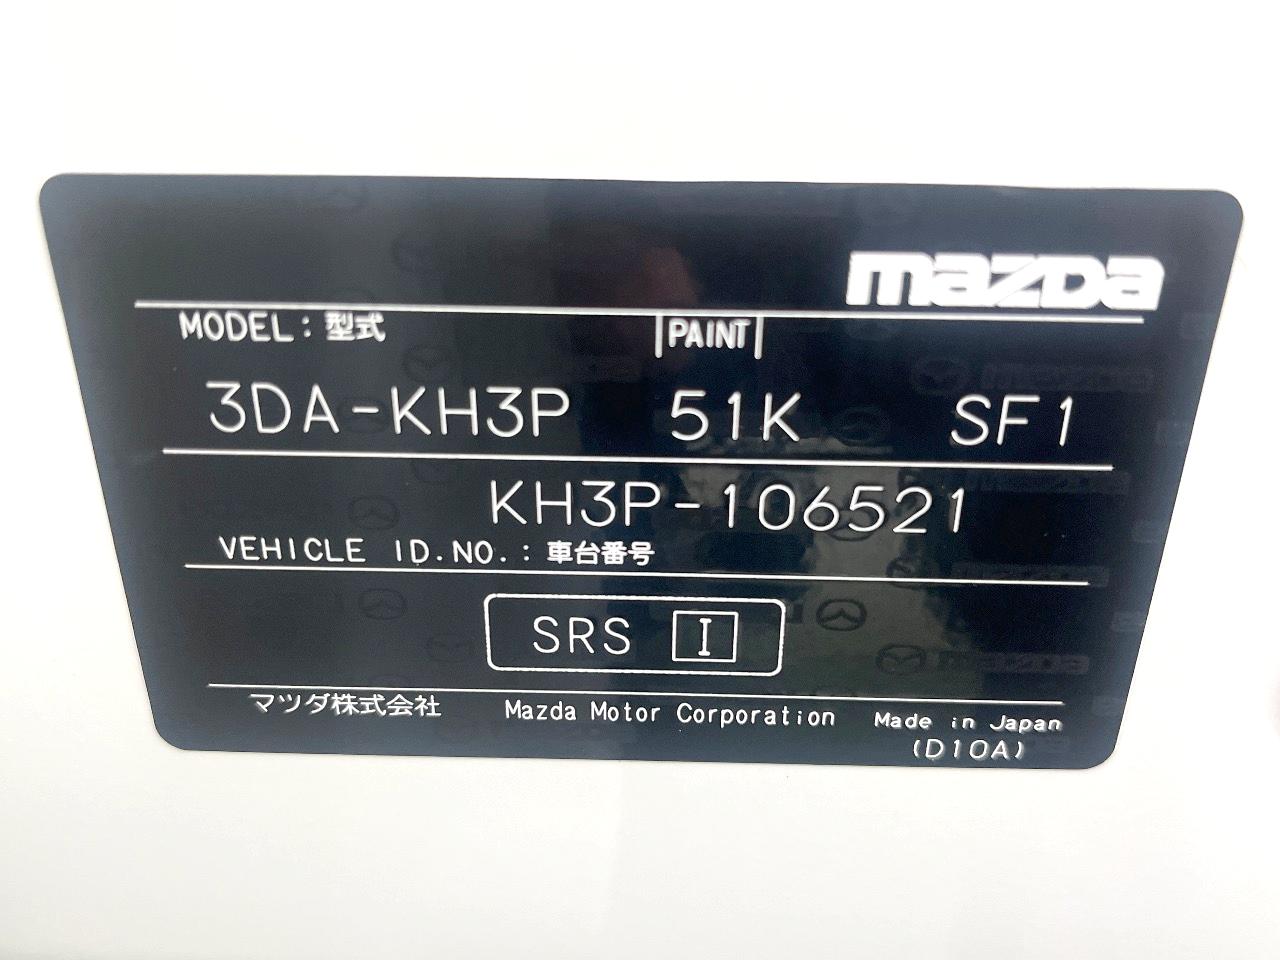 mazda
MODEL : 型式 PAINT
3DA-KH3P 51K SF1
KH3P-106521
VEHICLE ID.NO. : 車台番号
SRS I
マツダ株式会社 Mazda Motor Corporation Made in Japan
(D10A)